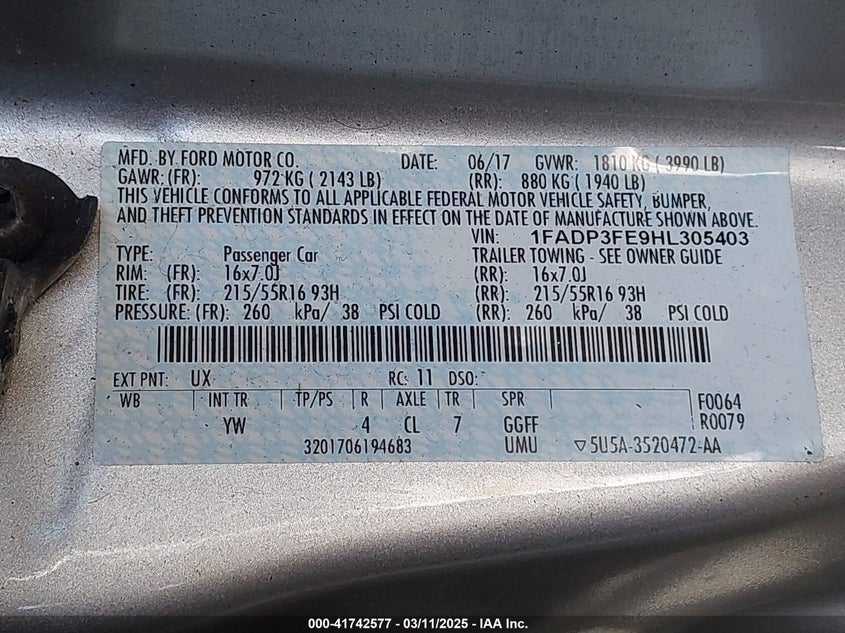 MFD. BY FORD MOTOR CO. DATE: 06/17 GVWR: 1810 KG ( 3990 LB)
GAWR: (FR): 972 KG ( 2143 LB) (RR): 880 KG ( 1940 LB)
THIS VEHICLE CONFORMS TO ALL APPLICABLE FEDERAL MOTOR VEHICLE SAFETY, BUMPER,
AND THEFT PREVENTION STANDARDS IN EFFECT ON THE DATE OF MANUFACTURE SHOWN ABOVE.
VIN: 1FADP3FE9HL305403
TYPE: Passenger Car TRAILER TOWING - SEE OWNER GUIDE
RIM: (FR): 16x7.0J (RR): 16x7.0J
TIRE: (FR): 215/55R16 93H (RR): 215/55R16 93H
PRESSURE: (FR): 260 kPa/ 38 PSI COLD (RR): 260 kPa/ 38 PSI COLD
EXT PNT: UX RC: 11 DSO:
WB INT TR TP/PS R AXLE TR SPR F0064
YW 4 CL 7 GGFF R0079
3201706194683 UMU ▽5U5A-3520472-AA
000-41742577 — 03/11/2025 — IAA Inc.